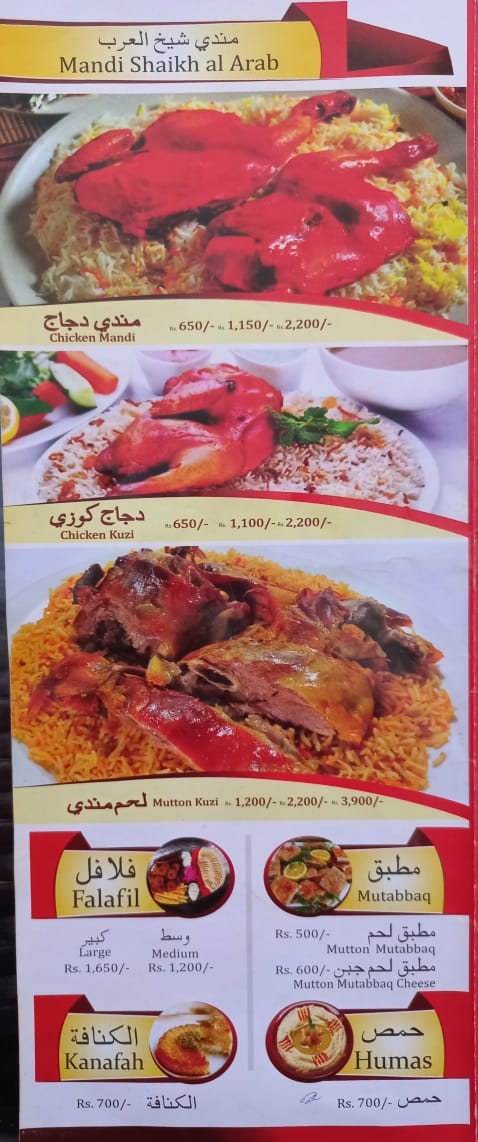 مندي شيخ العرب
Mandi Shaikh al Arab
مندي دجاج Rs. 650/- Rs. 1,150/- Rs. 2,200/-
Chicken Mandi
دجاج كوزي Rs. 650/- Rs. 1,100/- Rs. 2,200/-
Chicken Kuzi
لحم مندي Mutton Kuzi Rs. 1,200/- Rs. 2,200/- Rs. 3,900/-
فلافل
Falafil
كبير وسط
Large Medium
Rs. 1,650/- Rs. 1,200/-
مطبق
Mutabbaq
Rs. 500/- مطبق لحم
Mutton Mutabbaq
Rs. 600/- مطبق لحم جبن
Mutton Mutabbaq Cheese
الكنافة
Kanafah
Rs. 700/- الكنافة
حمص
Humas
Rs. 700/- حمص